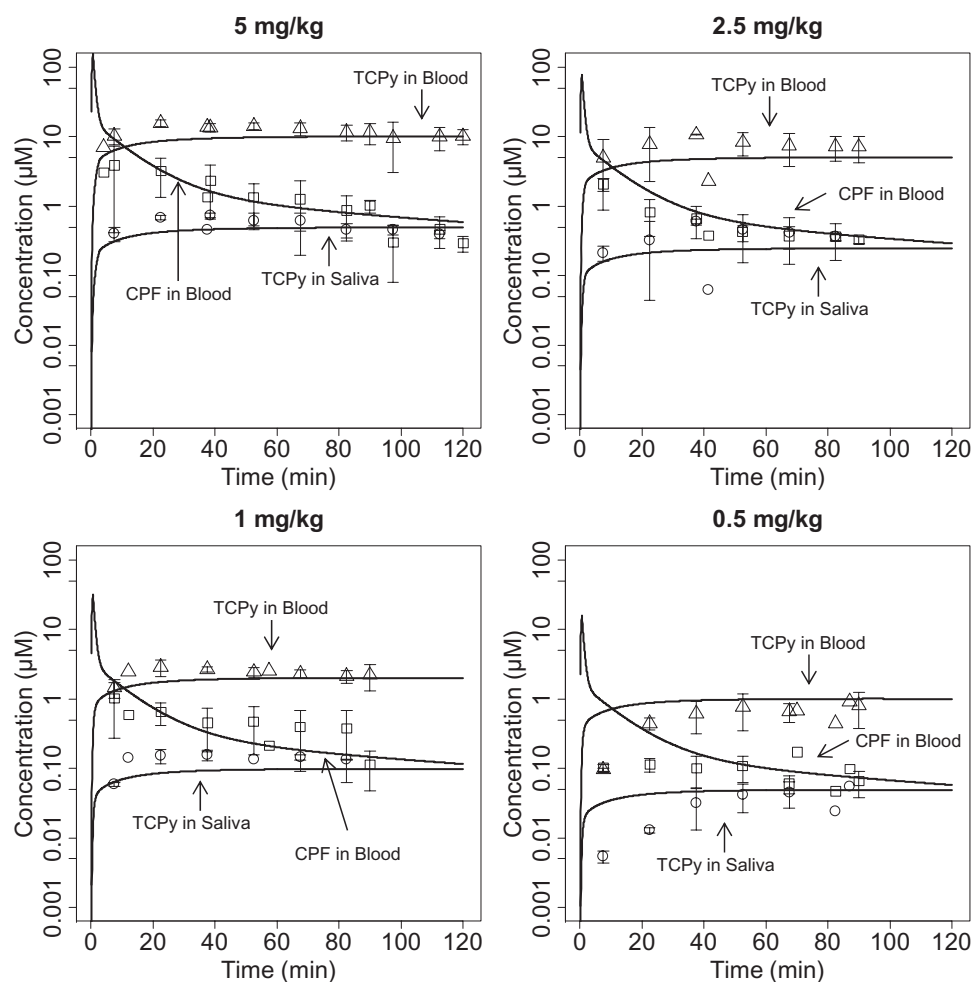 5 mg/kg
Concentration (µM)
100
10
1
0.10
0.01
0.001
TCPy in Blood
CPF in Blood
TCPy in Saliva
0 20 40 60 80 100 120
Time (min)
2.5 mg/kg
Concentration (µM)
100
10
1
0.10
0.01
0.001
TCPy in Blood
CPF in Blood
TCPy in Saliva
0 20 40 60 80 100 120
Time (min)
1 mg/kg
Concentration (µM)
100
10
1
0.10
0.01
0.001
TCPy in Blood
TCPy in Saliva
CPF in Blood
0 20 40 60 80 100 120
Time (min)
0.5 mg/kg
Concentration (µM)
100
10
1
0.10
0.01
0.001
TCPy in Blood
CPF in Blood
TCPy in Saliva
0 20 40 60 80 100 120
Time (min)